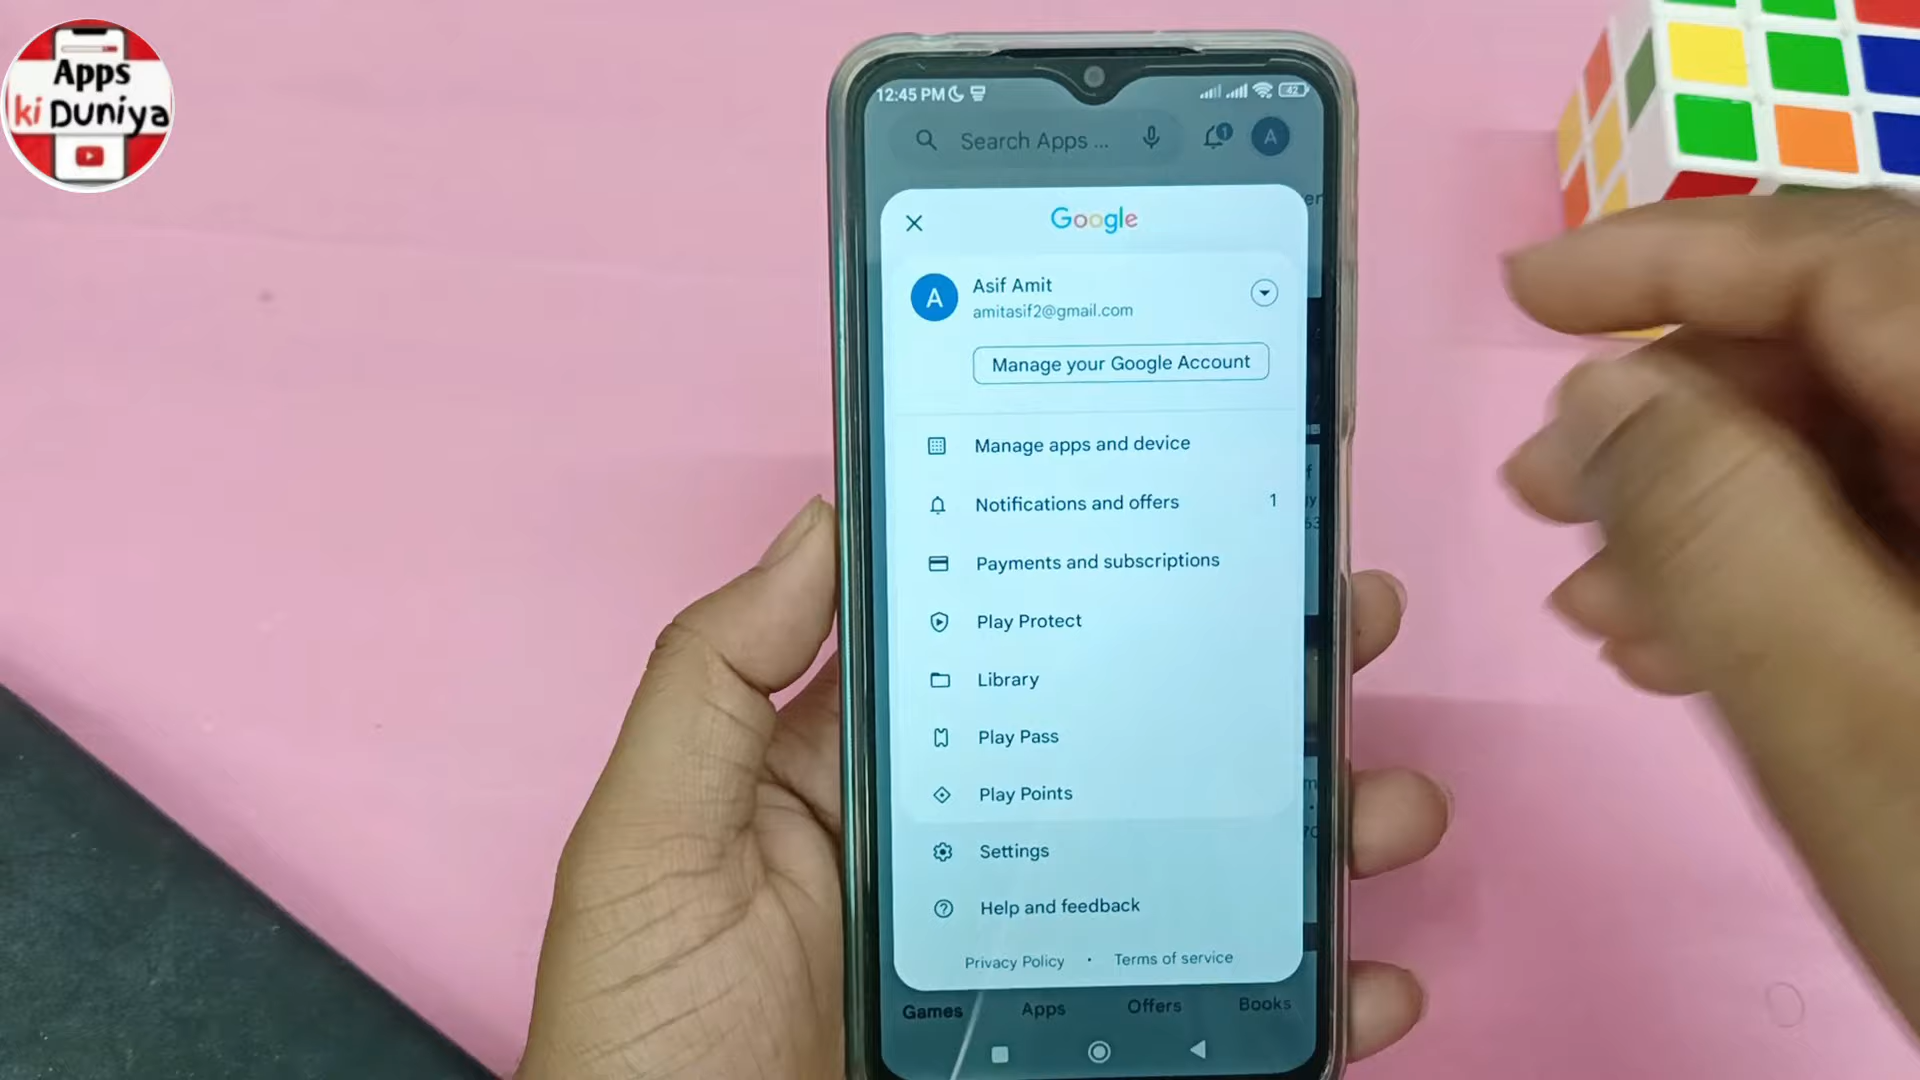 Apps
ki Duniya
12:45 PM
42
Search Apps ...
1
A
Google
A
Asif Amit
amitasif2@gmail.com
Manage your Google Account
Manage apps and device
Notifications and offers 1
Payments and subscriptions
Play Protect
Library
Play Pass
Play Points
Settings
Help and feedback
Privacy Policy • Terms of service
Games Apps Offers Books